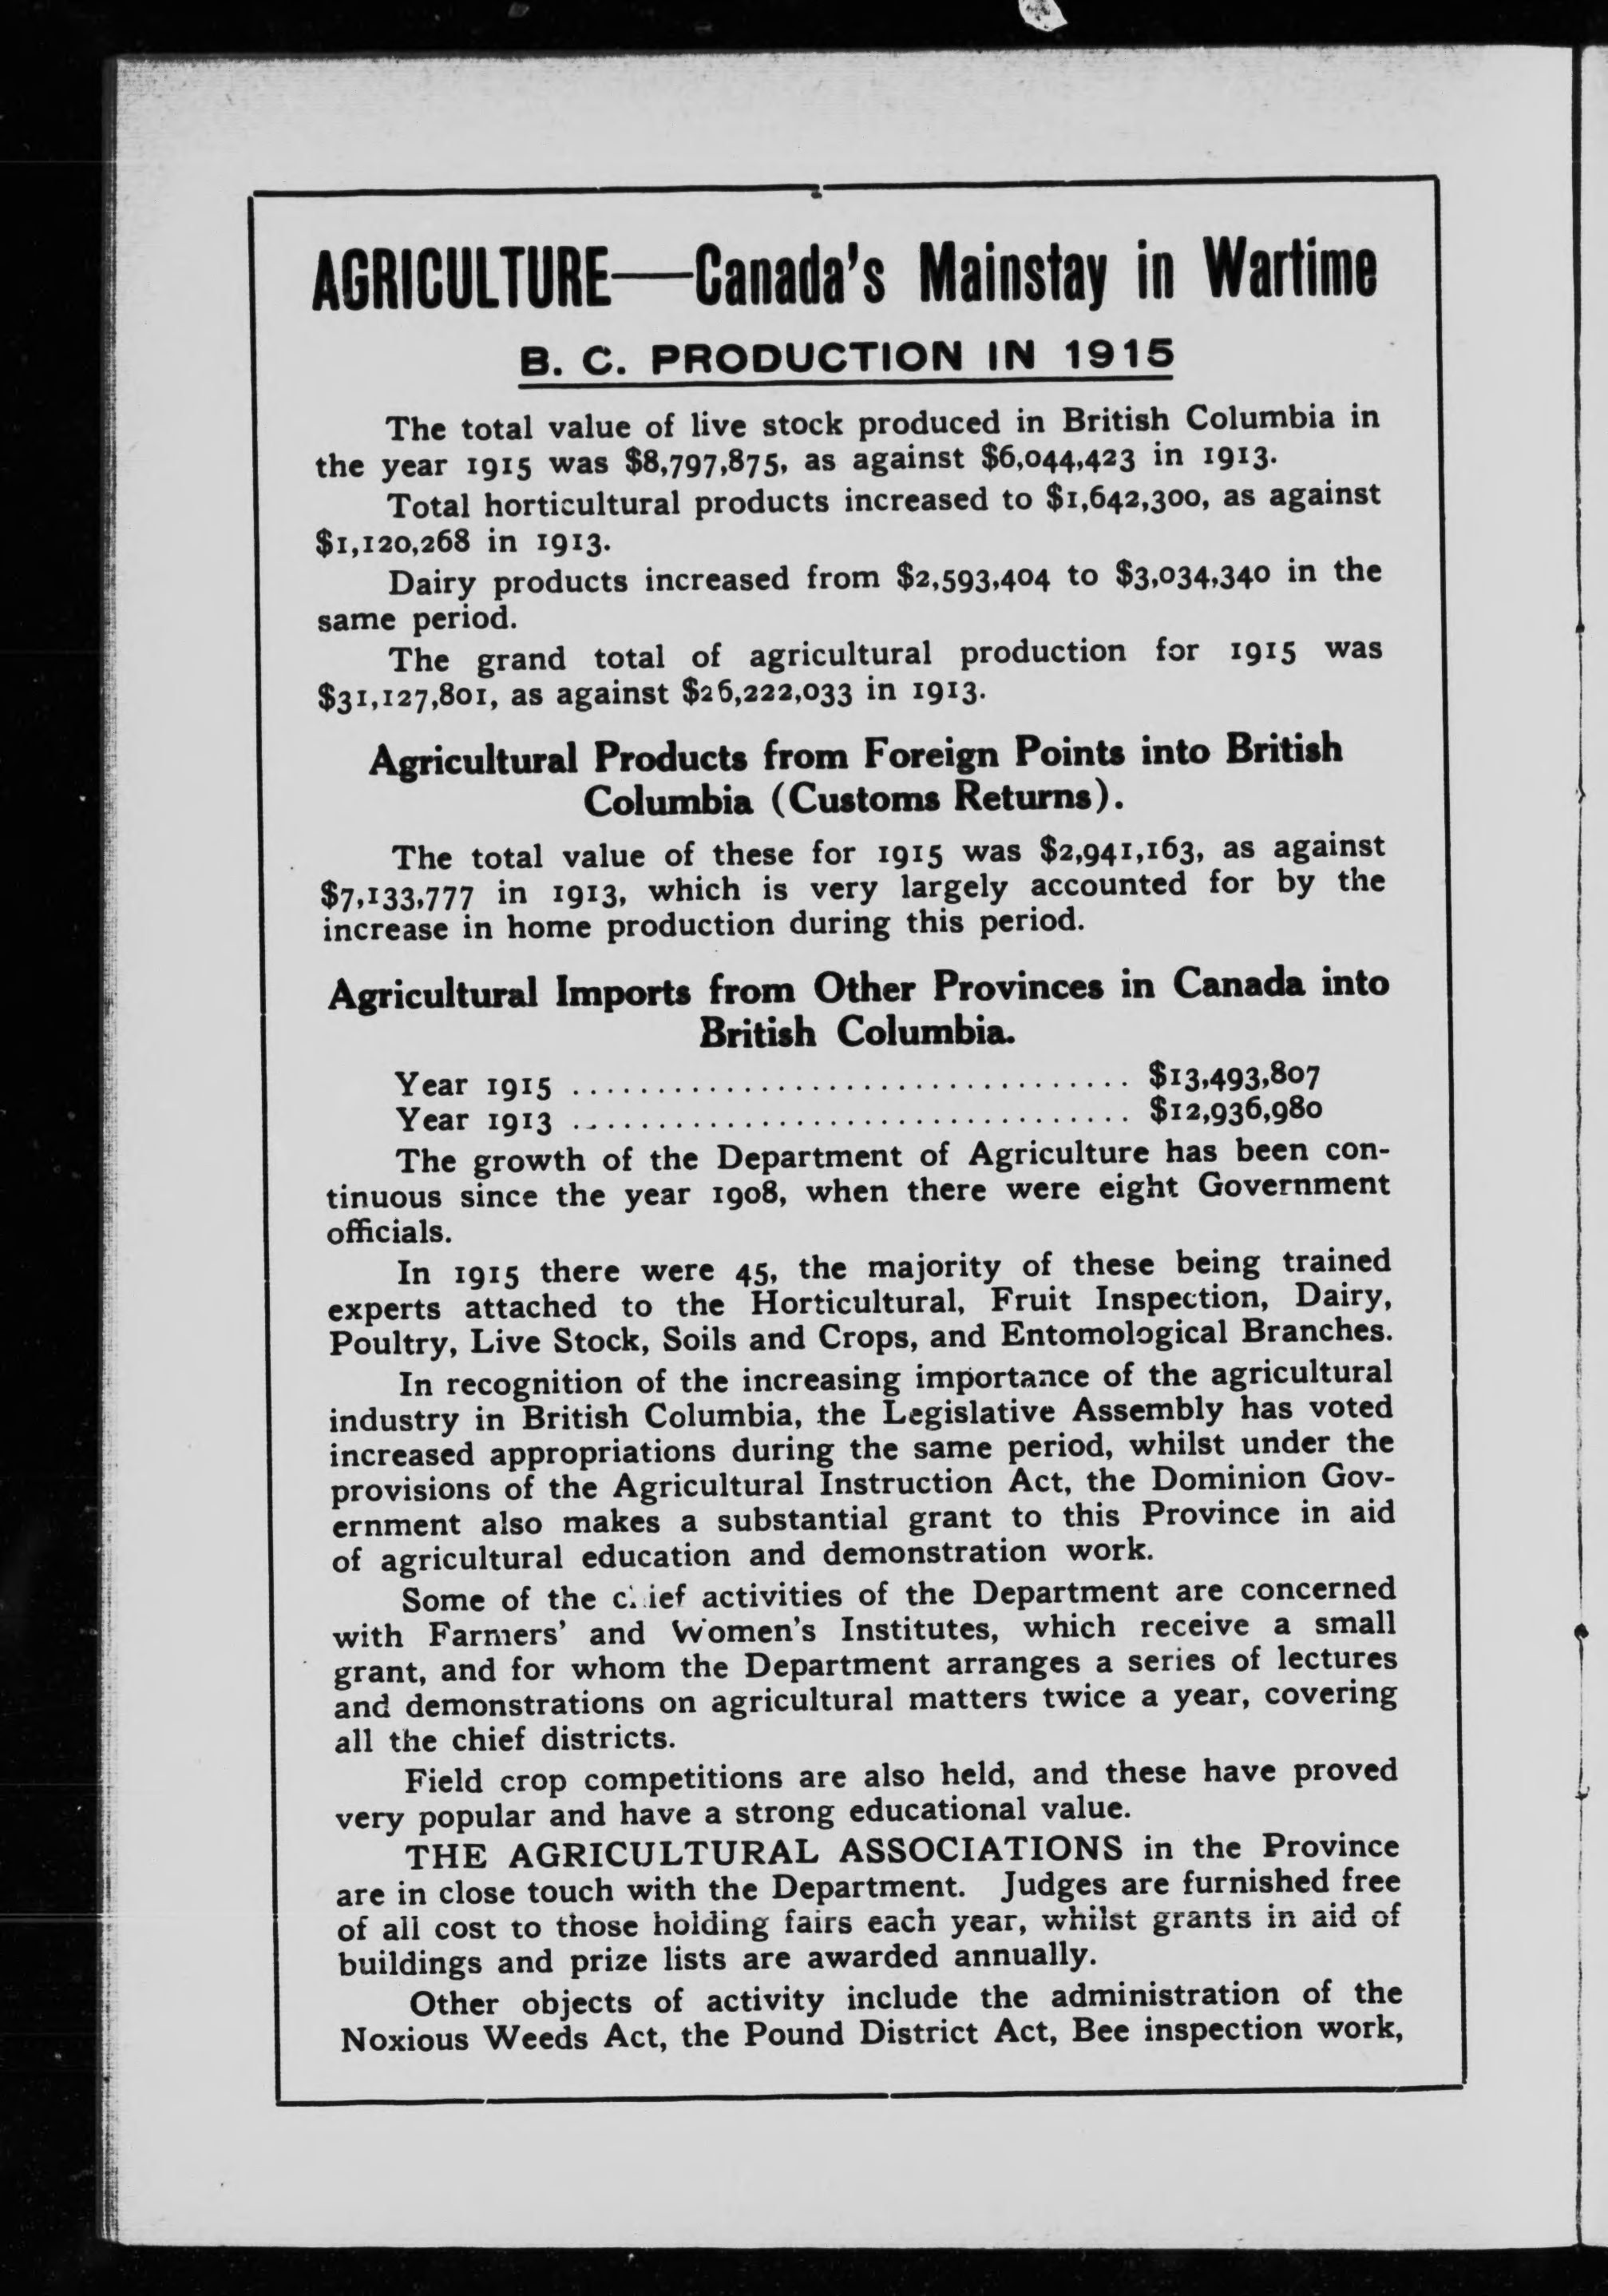 AGRICULTURE—Canada's Mainstay in Wartime
B. C. PRODUCTION IN 1915
The total value of live stock produced in British Columbia in
the year 1915 was $8,797,875, as against $6,044,423 in 1913.
Total horticultural products increased to $1,642,300, as against
$1,120,268 in 1913.
Dairy products increased from $2,593,404 to $3,034,340 in the
same period.
The grand total of agricultural production for 1915 was
$31,127,801, as against $26,222,033 in 1913.
Agricultural Products from Foreign Points into British
Columbia (Customs Returns).
The total value of these for 1915 was $2,941,163, as against
$7,133,777 in 1913, which is very largely accounted for by the
increase in home production during this period.
Agricultural Imports from Other Provinces in Canada into
British Columbia.
Year 1915 ................................. $13,493,807
Year 1913 ................................. $12,936,980
The growth of the Department of Agriculture has been con-
tinuous since the year 1908, when there were eight Government
officials.
In 1915 there were 45, the majority of these being trained
experts attached to the Horticultural, Fruit Inspection, Dairy,
Poultry, Live Stock, Soils and Crops, and Entomological Branches.
In recognition of the increasing importance of the agricultural
industry in British Columbia, the Legislative Assembly has voted
increased appropriations during the same period, whilst under the
provisions of the Agricultural Instruction Act, the Dominion Gov-
ernment also makes a substantial grant to this Province in aid
of agricultural education and demonstration work.
Some of the chief activities of the Department are concerned
with Farmers' and Women's Institutes, which receive a small
grant, and for whom the Department arranges a series of lectures
and demonstrations on agricultural matters twice a year, covering
all the chief districts.
Field crop competitions are also held, and these have proved
very popular and have a strong educational value.
THE AGRICULTURAL ASSOCIATIONS in the Province
are in close touch with the Department. Judges are furnished free
of all cost to those holding fairs each year, whilst grants in aid of
buildings and prize lists are awarded annually.
Other objects of activity include the administration of the
Noxious Weeds Act, the Pound District Act, Bee inspection work,